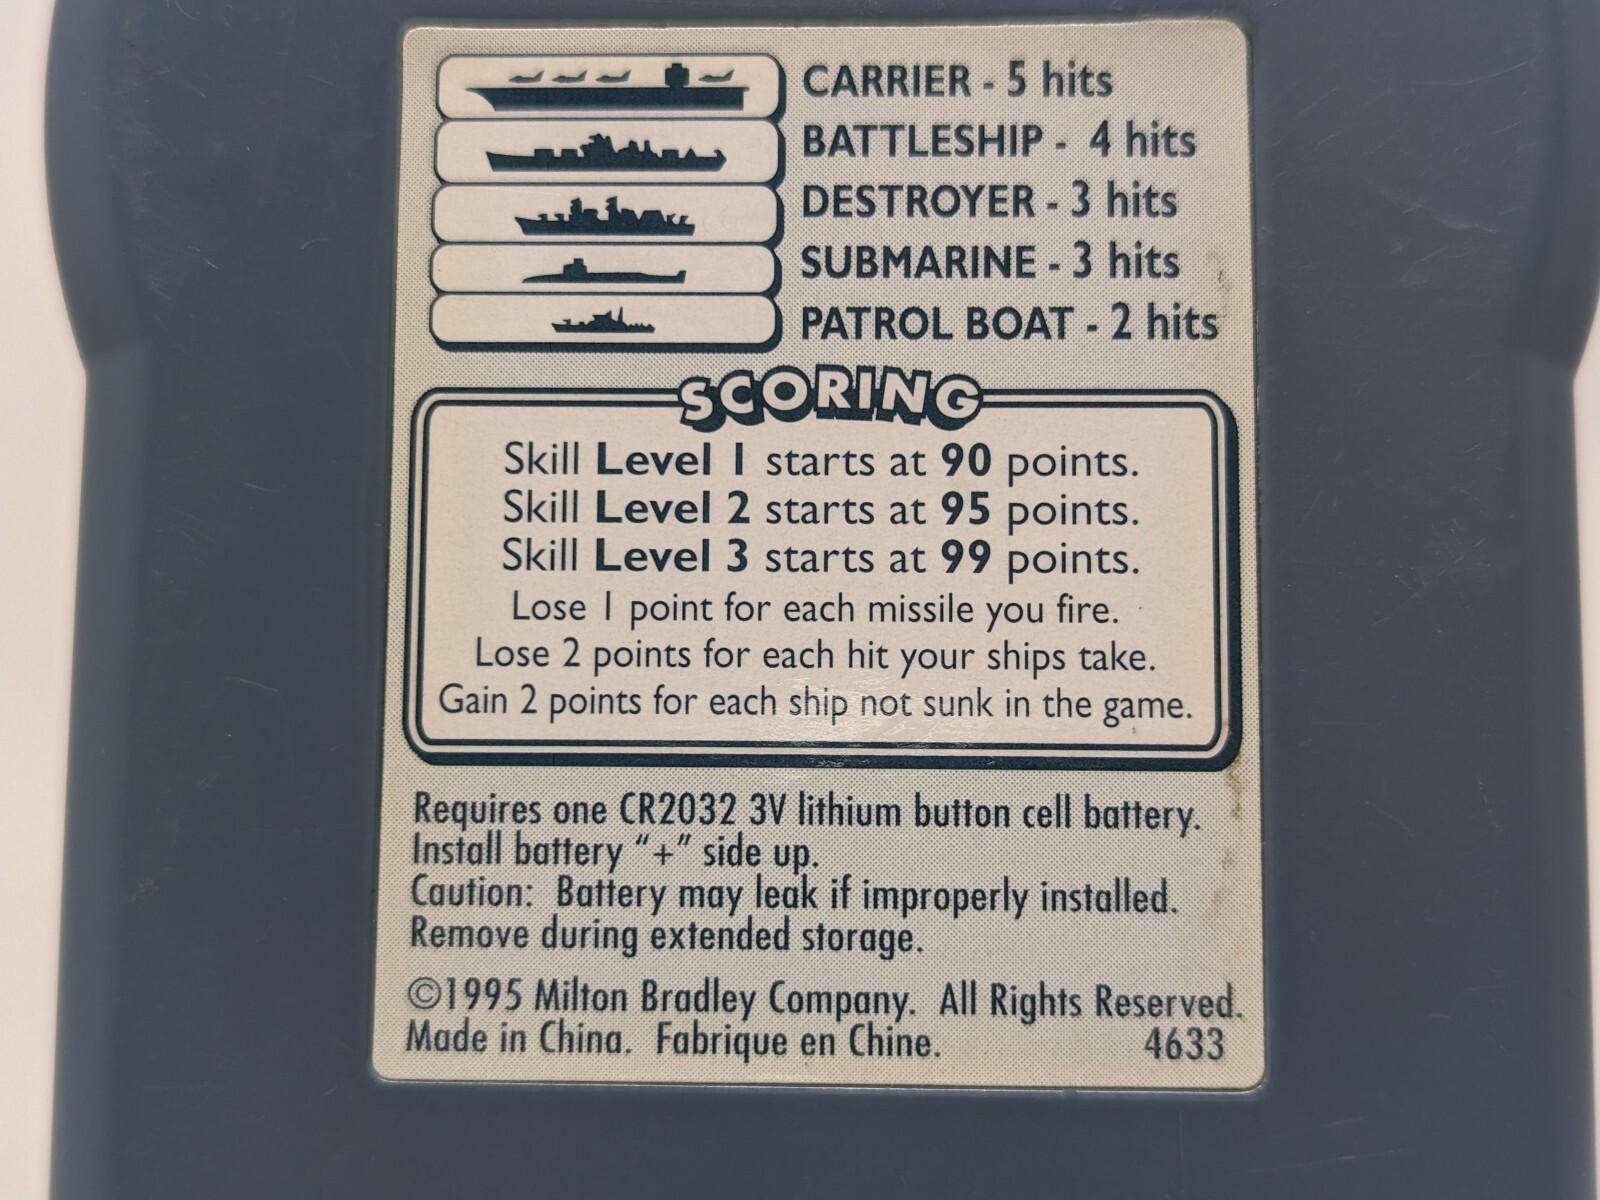 CARRIER - 5 hits
BATTLESHIP - 4 hits
DESTROYER - 3 hits
SUBMARINE - 3 hits
PATROL BOAT - 2 hits
SCORING
Skill Level 1 starts at 90 points.
Skill Level 2 starts at 95 points.
Skill Level 3 starts at 99 points.
Lose 1 point for each missile you fire.
Lose 2 points for each hit your ships take.
Gain 2 points for each ship not sunk in the game.
Requires one CR2032 3V lithium button cell battery.
Install battery “+” side up.
Caution: Battery may leak if improperly installed.
Remove during extended storage.
©1995 Milton Bradley Company. All Rights Reserved.
Made in China. Fabrique en Chine. 4633